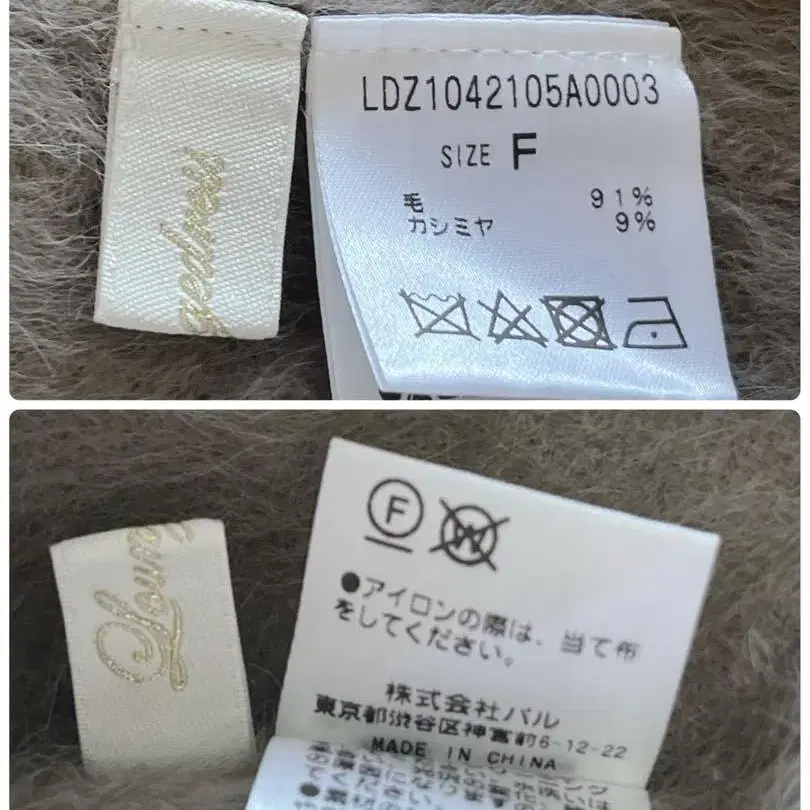 gedness
LDZ1042105A0003
SIZE F
毛 91%
カシミヤ 9%
Loun
F
W
●アイロンの際は、当て布
をしてください。
株式会社パル
東京都渋谷区神宮前6-12-22
MADE IN CHINA